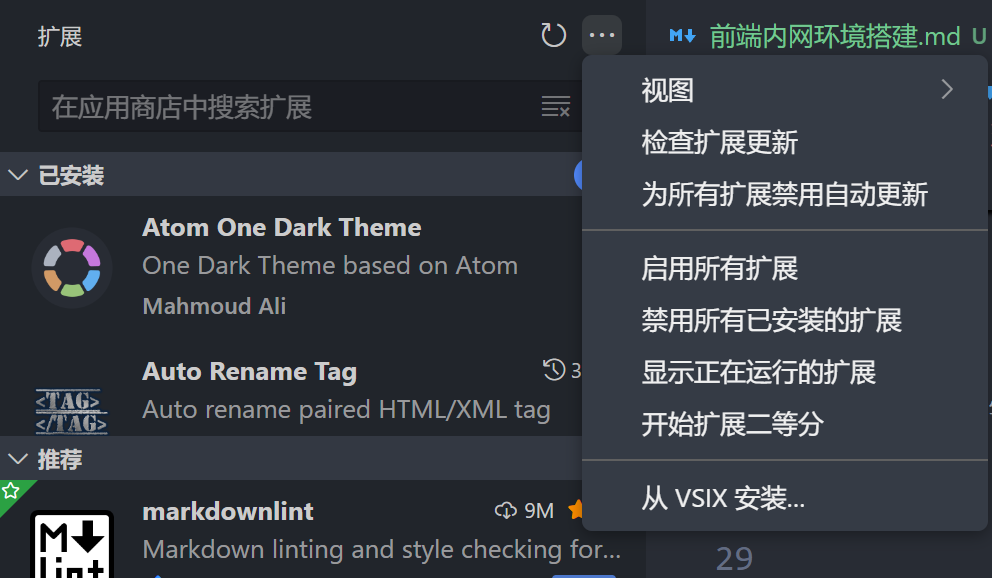 扩展
前端内网环境搭建.md U
在应用商店中搜索扩展
已安装
Atom One Dark Theme
One Dark Theme based on Atom
Mahmoud Ali
Auto Rename Tag 3
Auto rename paired HTML/XML tag
<TAG>
</TAG>
推荐
markdownlint 9M
Markdown linting and style checking for...
M
lint
视图
检查扩展更新
为所有扩展禁用自动更新
启用所有扩展
禁用所有已安装的扩展
显示正在运行的扩展
开始扩展二等分
从 VSIX 安装...
29